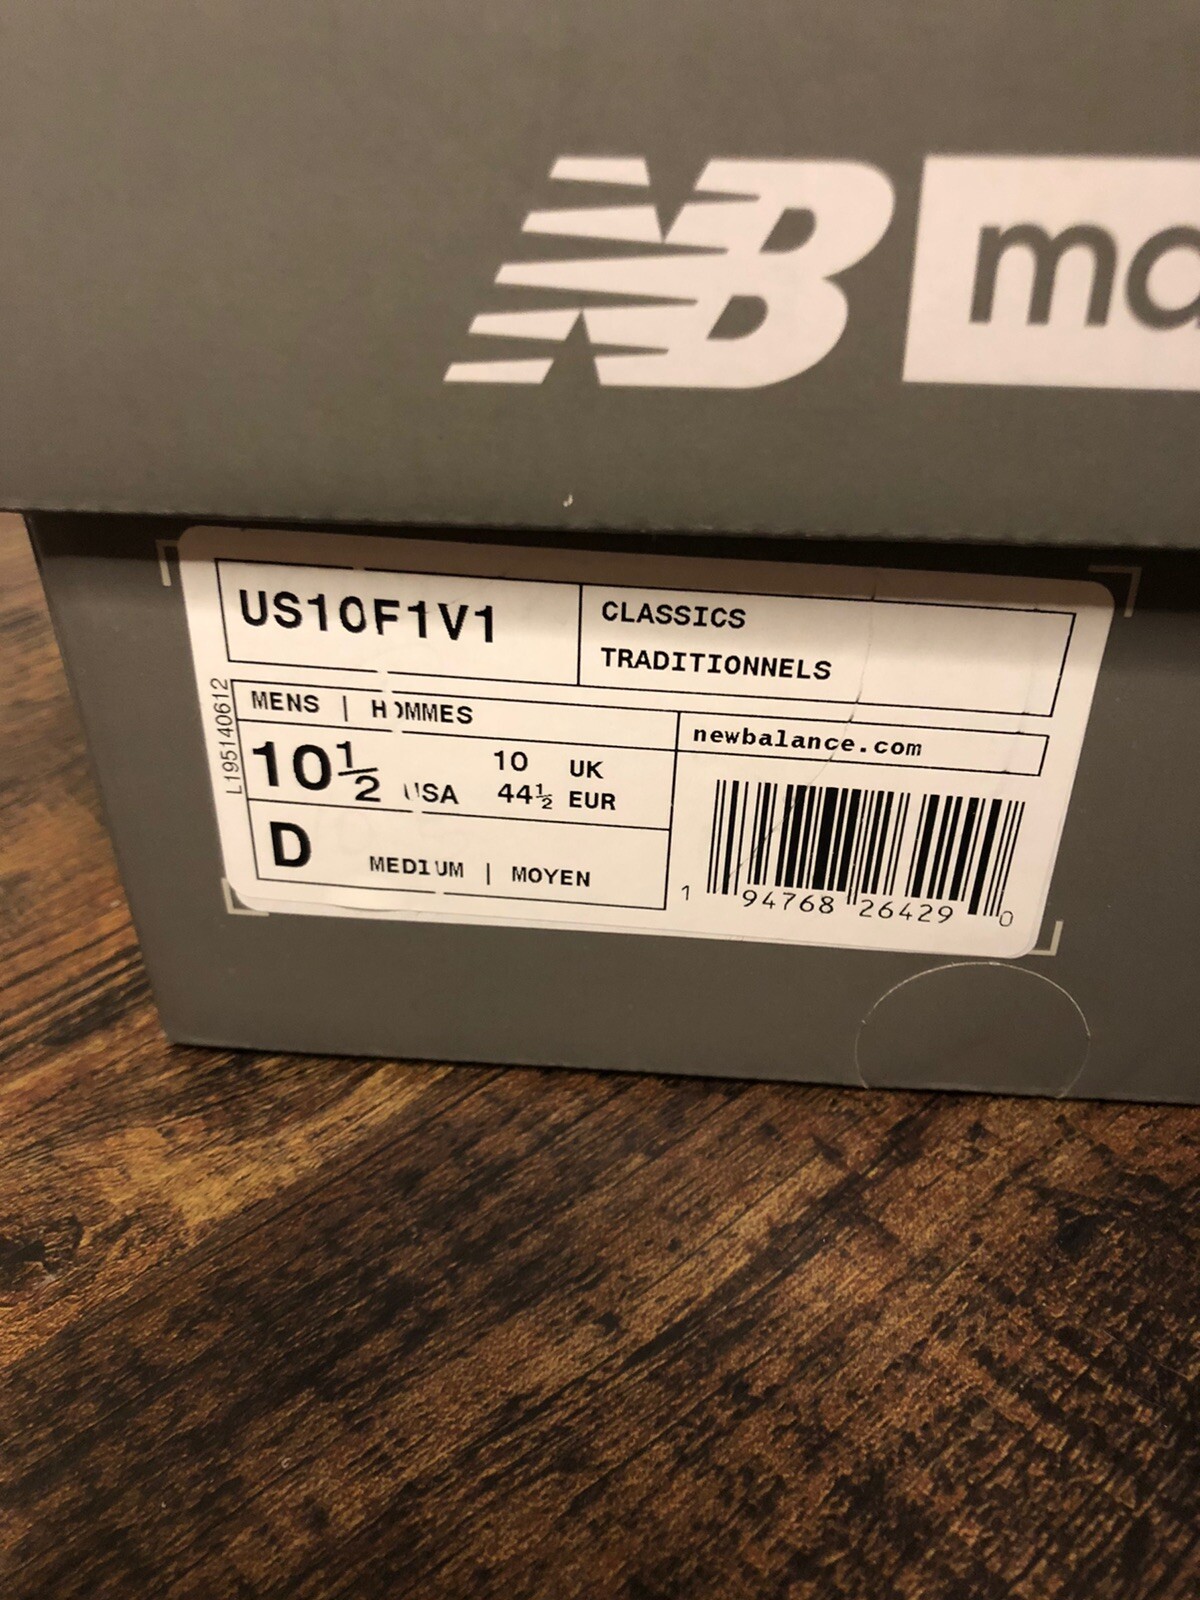 NB ma
US10F1V1
CLASSICS
TRADITIONNELS
L195140612
MENS | HOMMES
10½ USA
10 UK
44½ EUR
D MEDIUM | MOYEN
newbalance.com
1 94768 26429 0